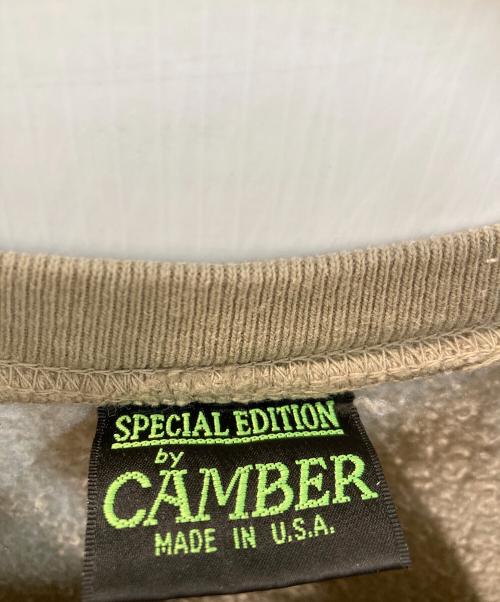 SPECIAL EDITION
by
CAMBER
MADE IN U.S.A.